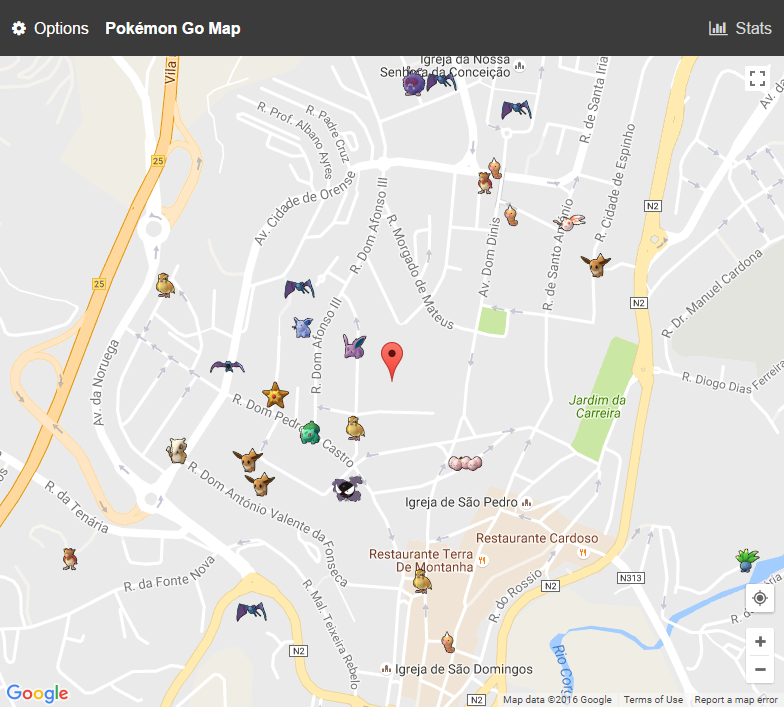 Options Pokémon Go Map Stats
Igreja da Nossa
Senhora da Conceição
Vila
R. Padre Cruz
R. Prof. Albano Ayres
R. de Santa Iria
Av. da
25
R. Cidade de Espinho
Av. Cidade de Orense
R. Dom Afonso III
N2
R. Morgado de Mateus
Av. Dom Dinis
R. de Santo António
25
N2
R. Dr. Manuel Cardona
R. Dom Afonso III
Av. da Noruega
R. Diogo Dias Ferreira
Jardim da
Carreira
R. Dom Pedro Castro
R. Dom António Valente da Fonseca
R. da Tenária
Igreja de São Pedro
Restaurante Cardoso
Restaurante Terra
De Montanha
R. da Fonte Nova
N313
N2
R. do Rossio
R. Mal. Teixeira Rebelo
N2
Rio Corg
Igreja de São Domingos
Google
N2
Map data ©2016 Google Terms of Use Report a map error